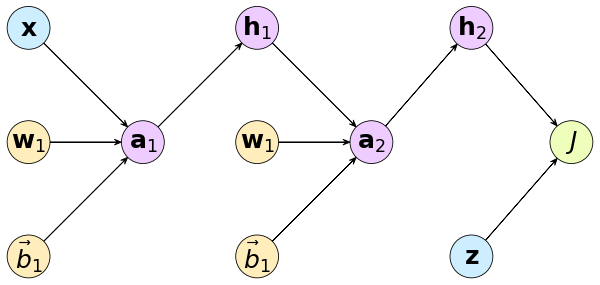 x h₁ h₂
w₁ a₁ w₁ a₂ J
b⃗₁ b⃗₁ z